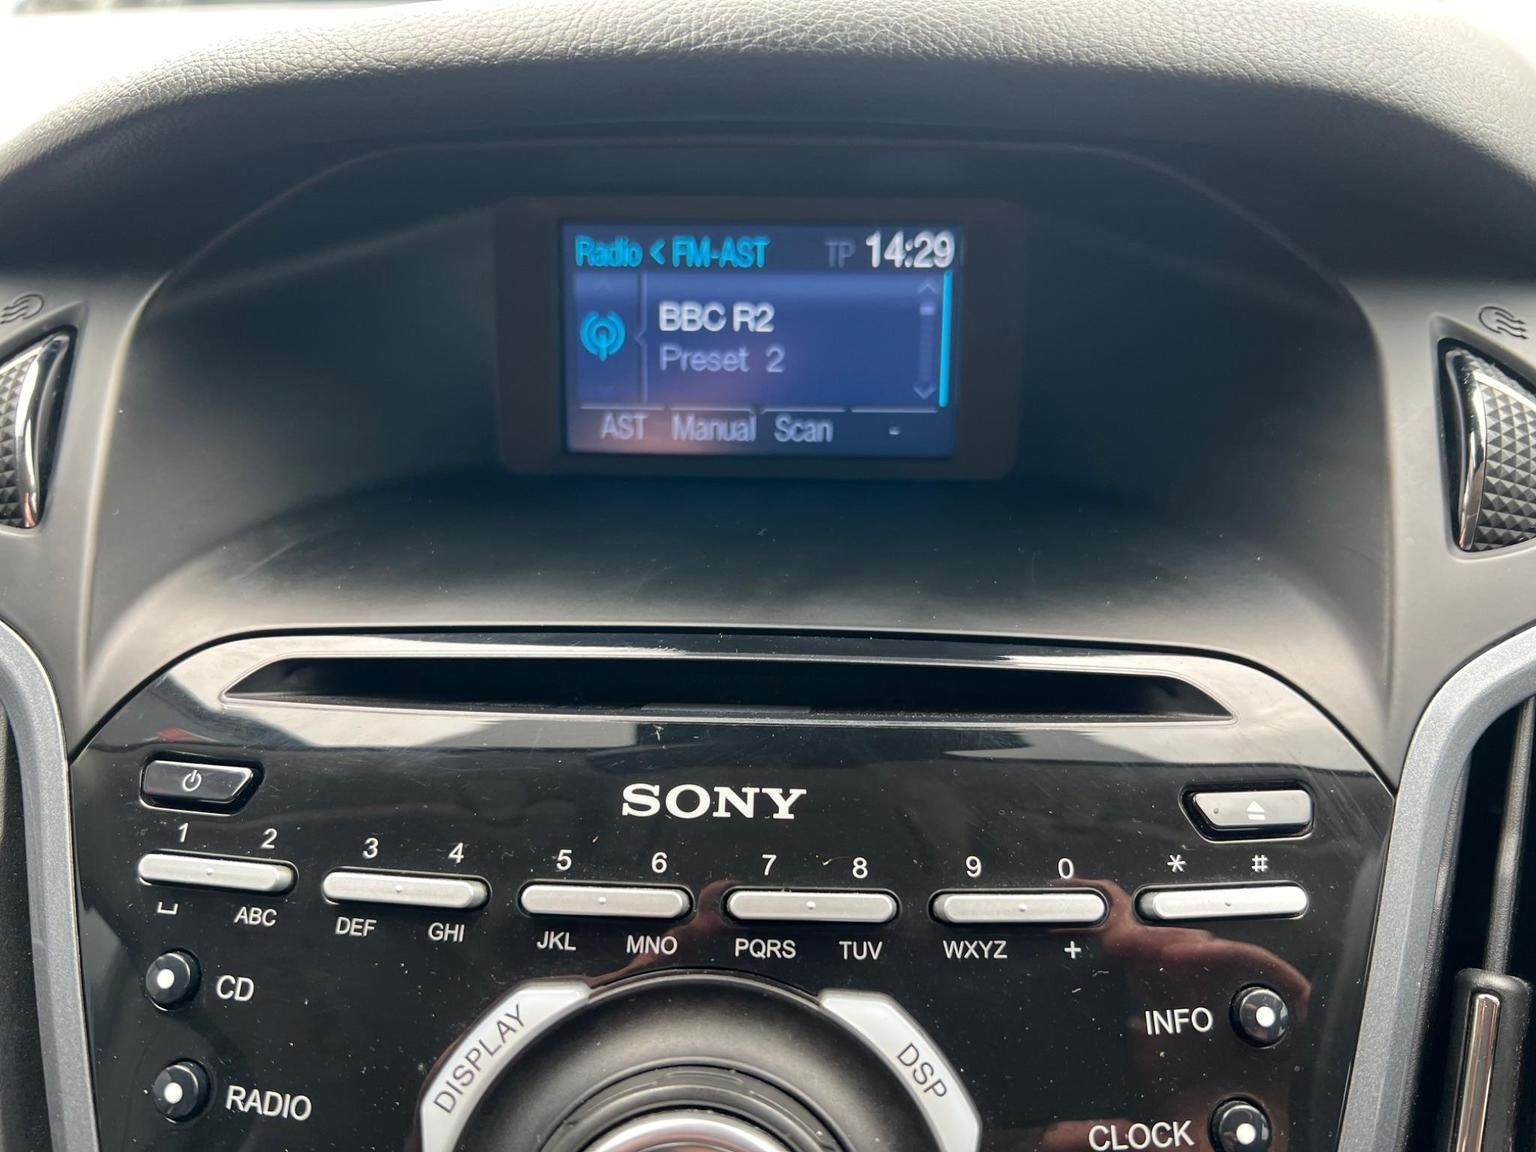 Radio < FM-AST TP 14:29
BBC R2
Preset 2
AST Manual Scan -
SONY
1 2 3 4 5 6 7 8 9 0 * #
␣ ABC DEF GHI JKL MNO PQRS TUV WXYZ +
CD
INFO
RADIO
DISPLAY
DSP
CLOCK